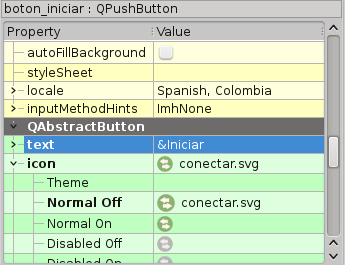 boton_iniciar : QPushButton
Property Value
autoFillBackground
styleSheet
locale Spanish, Colombia
inputMethodHints ImhNone
QAbstractButton
text &Iniciar
icon conectar.svg
Theme
Normal Off conectar.svg
Normal On
Disabled Off
Disabled On